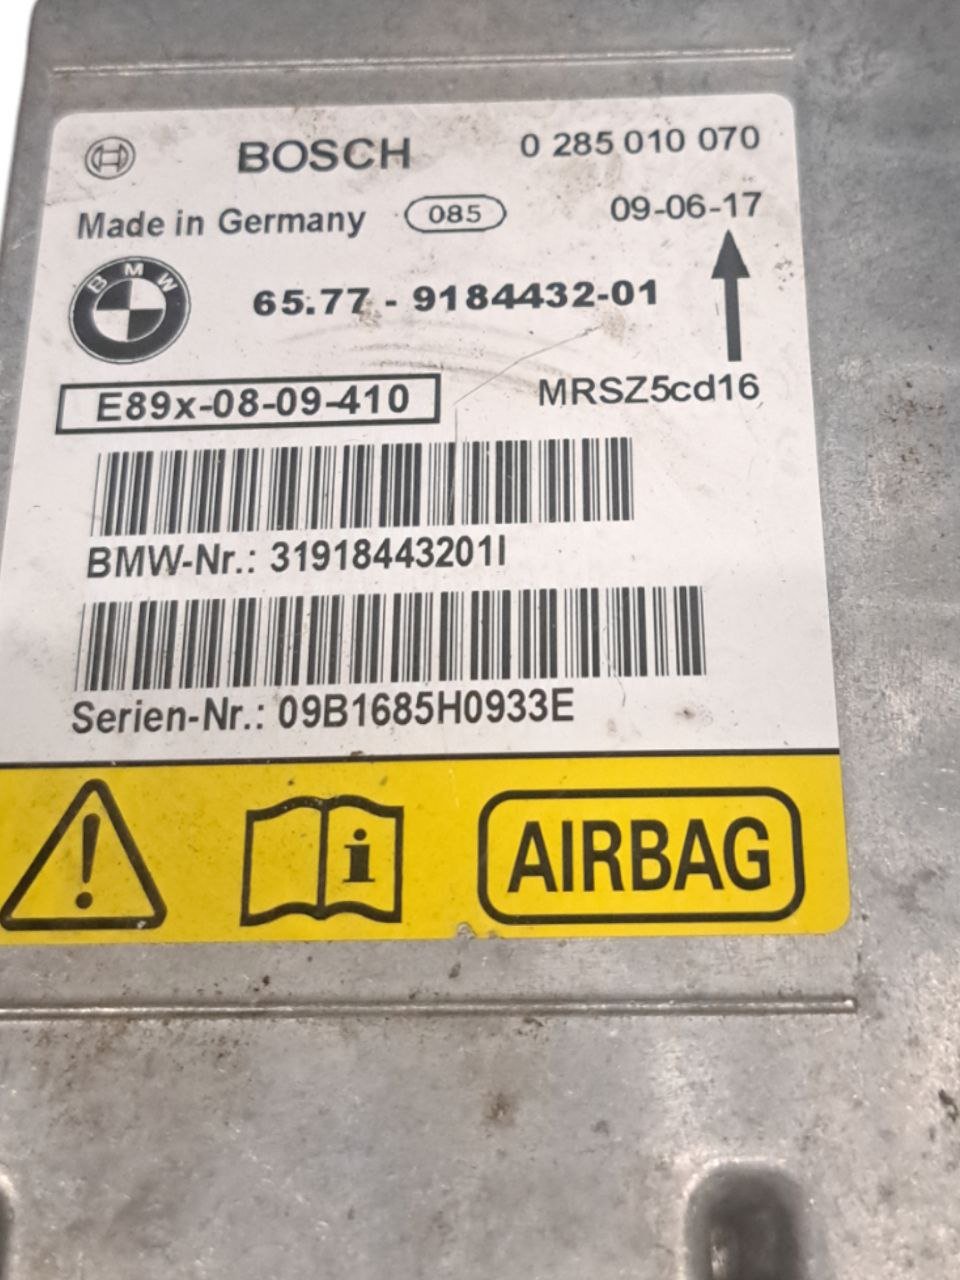 BOSCH 0 285 010 070
Made in Germany 085 09-06-17
BMW 65.77 - 9184432-01
E89x-08-09-410 MRSZ5cd16
BMW-Nr.: 31918443201I
Serien-Nr.: 09B1685H0933E
! i AIRBAG